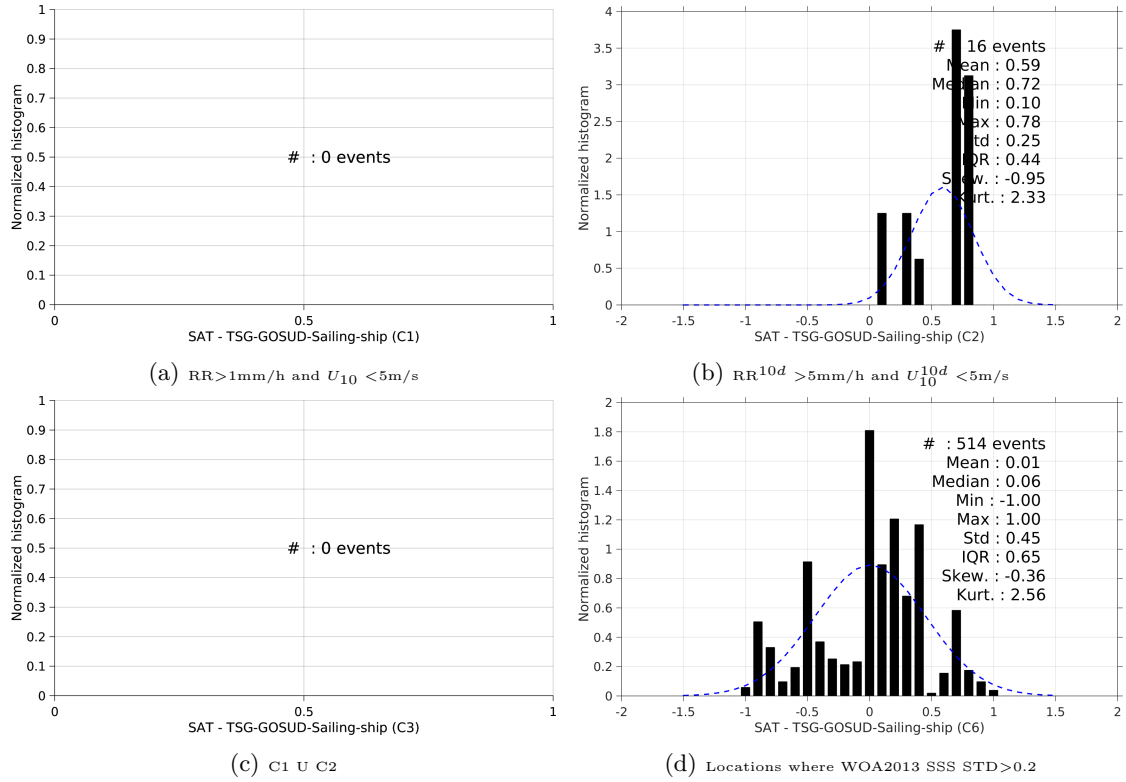 1
0.9
0.8
0.7
0.6
0.5
0.4
0.3
0.2
0.1
0
Normalized histogram
# : 0 events
0 0.5 1
SAT - TSG-GOSUD-Sailing-ship (C1)
(a) RR>1mm/h and U10 <5m/s
4
3.5
3
2.5
2
1.5
1
0.5
0
Normalized histogram
# : 16 events
Mean : 0.59
Median : 0.72
Min : 0.10
Max : 0.78
Std : 0.25
IQR : 0.44
Skew. : -0.95
Kurt. : 2.33
-2 -1.5 -1 -0.5 0 0.5 1 1.5 2
SAT - TSG-GOSUD-Sailing-ship (C2)
(b) RR10d >5mm/h and U10d10 <5m/s
1
0.9
0.8
0.7
0.6
0.5
0.4
0.3
0.2
0.1
0
Normalized histogram
# : 0 events
0 0.5 1
SAT - TSG-GOSUD-Sailing-ship (C3)
(c) C1 U C2
2
1.8
1.6
1.4
1.2
1
0.8
0.6
0.4
0.2
0
Normalized histogram
# : 514 events
Mean : 0.01
Median : 0.06
Min : -1.00
Max : 1.00
Std : 0.45
IQR : 0.65
Skew. : -0.36
Kurt. : 2.56
-2 -1.5 -1 -0.5 0 0.5 1 1.5 2
SAT - TSG-GOSUD-Sailing-ship (C6)
(d) Locations where WOA2013 SSS STD>0.2